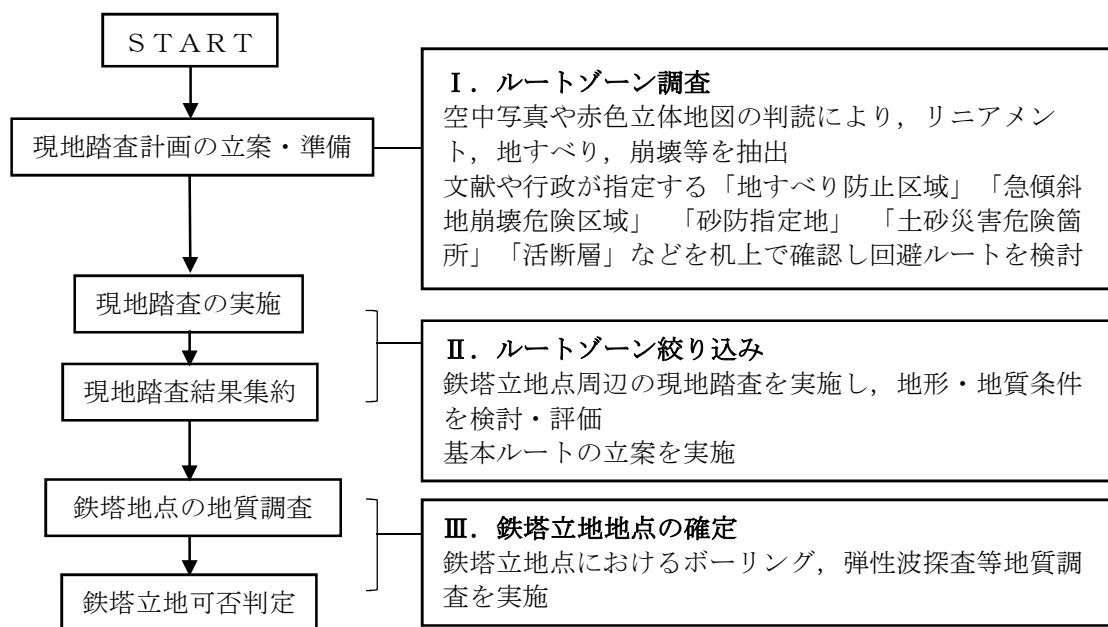 ＳＴＡＲＴ
現地踏査計画の立案・準備
Ⅰ．ルートゾーン調査
空中写真や赤色立体地図の判読により，リニアメン
ト，地すべり，崩壊等を抽出
文献や行政が指定する「地すべり防止区域」「急傾斜
地崩壊危険区域」　「砂防指定地」　「土砂災害危険箇
所」「活断層」などを机上で確認し回避ルートを検討
現地踏査の実施
現地踏査結果集約
Ⅱ．ルートゾーン絞り込み
鉄塔立地点周辺の現地踏査を実施し，地形・地質条件
を検討・評価
基本ルートの立案を実施
鉄塔地点の地質調査
鉄塔立地可否判定
Ⅲ．鉄塔立地地点の確定
鉄塔立地点におけるボーリング，弾性波探査等地質調
査を実施